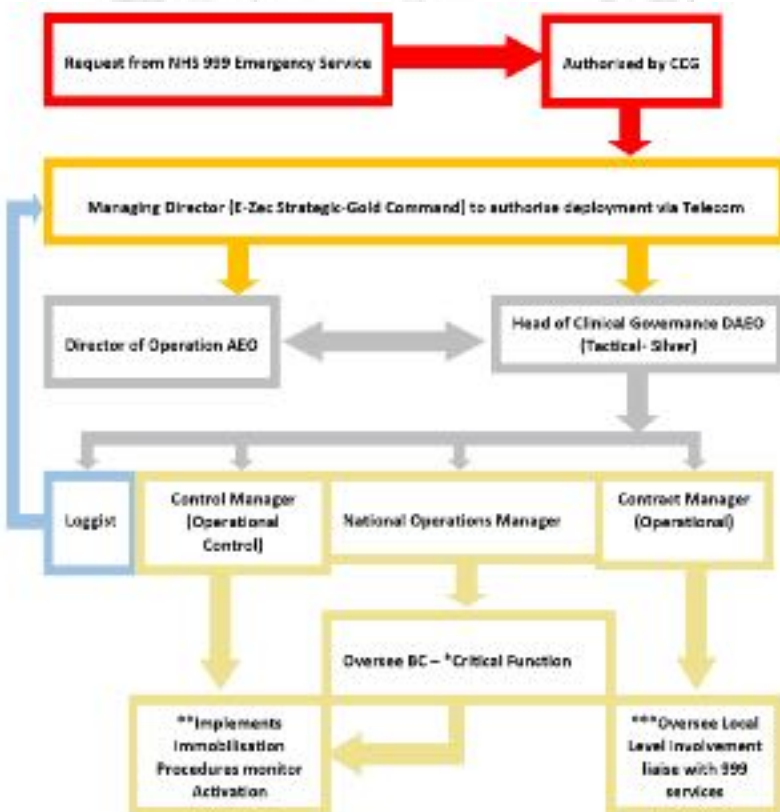 Request from NHS 999 Emergency Service
Authorised by CCG
Managing Director [E-Zec Strategic-Gold Command] to authorise deployment via Telecom
Director of Operation AEO
Head of Clinical Governance DAEO
(Tactical- Silver)
Loggist
Control Manager
[Operational
Control]
National Operations Manager
Contract Manager
(Operational)
Oversee BC – *Critical Function
**Implements
Immobilisation
Procedures monitor
Activation
***Oversee Local
Level Involvement
liaise with 999
services